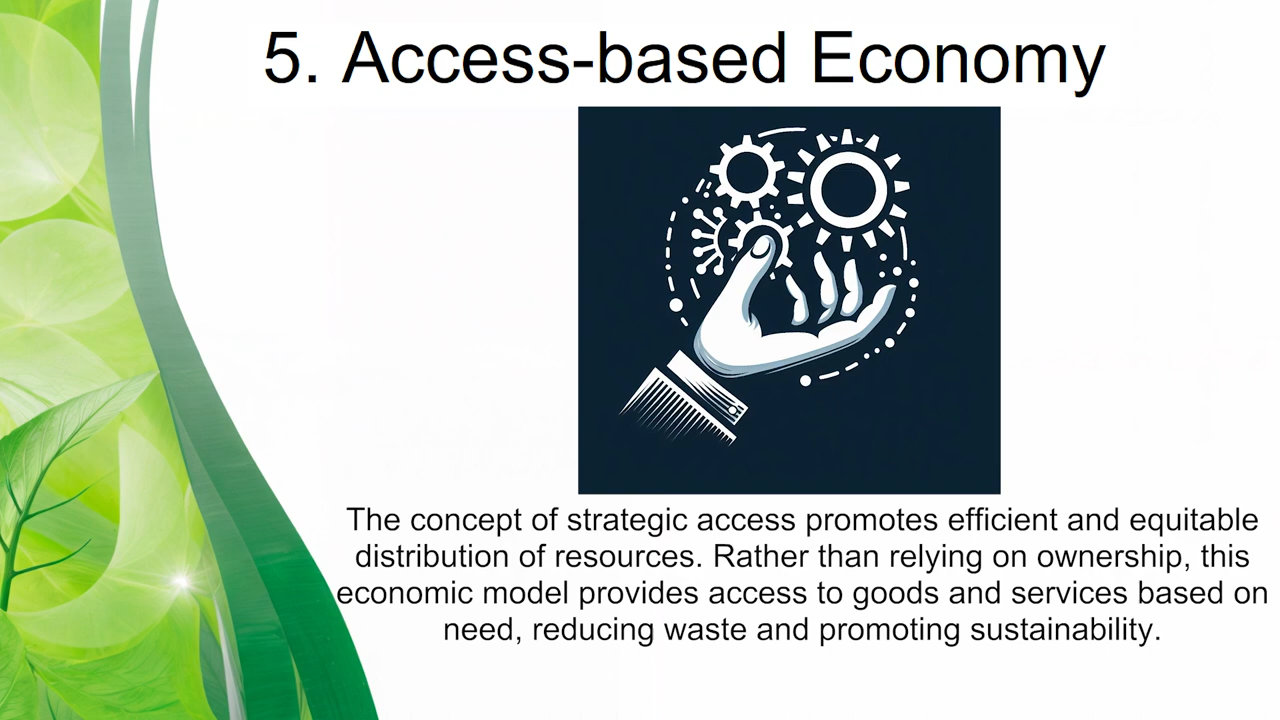 5. Access-based Economy
The concept of strategic access promotes efficient and equitable
distribution of resources. Rather than relying on ownership, this
economic model provides access to goods and services based on
need, reducing waste and promoting sustainability.